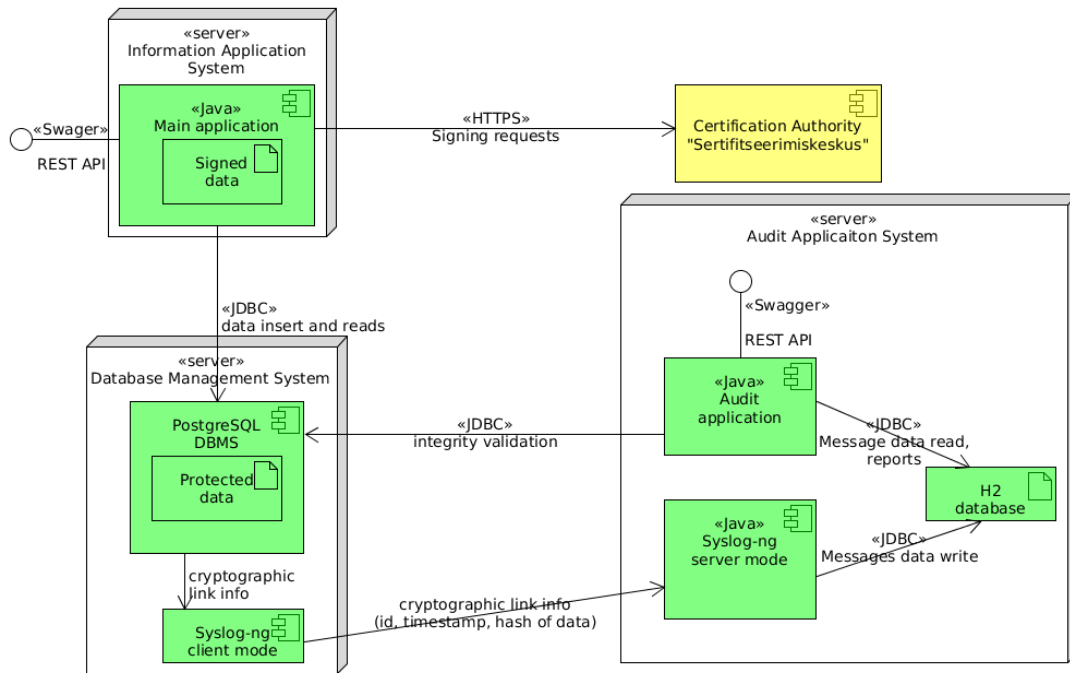 «server»
Information Application
System
«Java»
Main application
Signed
data
«Swager»
REST API
«HTTPS»
Signing requests
Certification Authority
"Sertifitseerimiskeskus"
«JDBC»
data insert and reads
«server»
Database Management System
PostgreSQL
DBMS
Protected
data
cryptographic
link info
Syslog-ng
client mode
cryptographic link info
(id, timestamp, hash of data)
«JDBC»
integrity validation
«server»
Audit Applicaiton System
«Swagger»
REST API
«Java»
Audit
application
«JDBC»
Message data read,
reports
H2
database
«Java»
Syslog-ng
server mode
«JDBC»
Messages data write